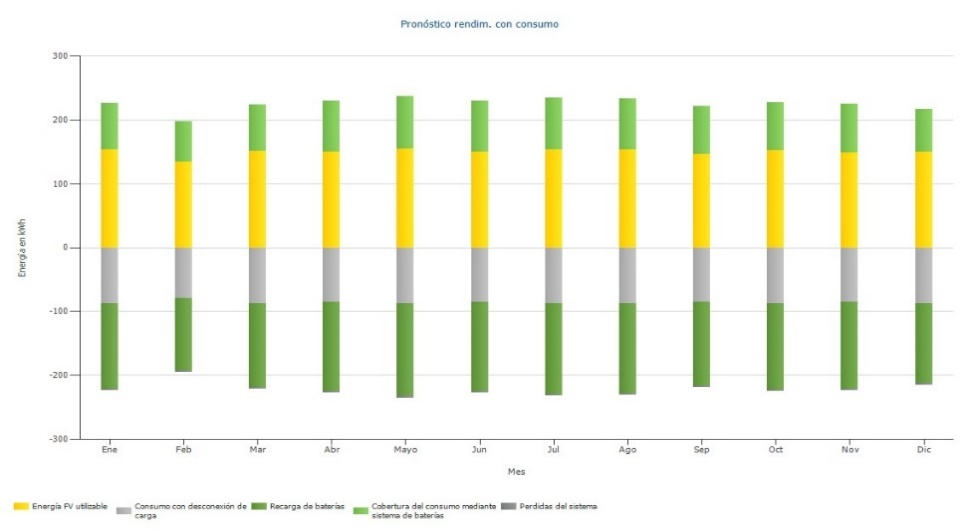 Pronóstico rendim. con consumo
300
200
100
0
-100
-200
-300
Energía en kWh
Ene Feb Mar Abr Mayo Jun Jul Ago Sep Oct Nov Dic
Mes
Energía FV utilizable
Consumo con desconexión de
carga
Recarga de baterías
Cobertura del consumo mediante
sistema de baterías
Perdidas del sistema